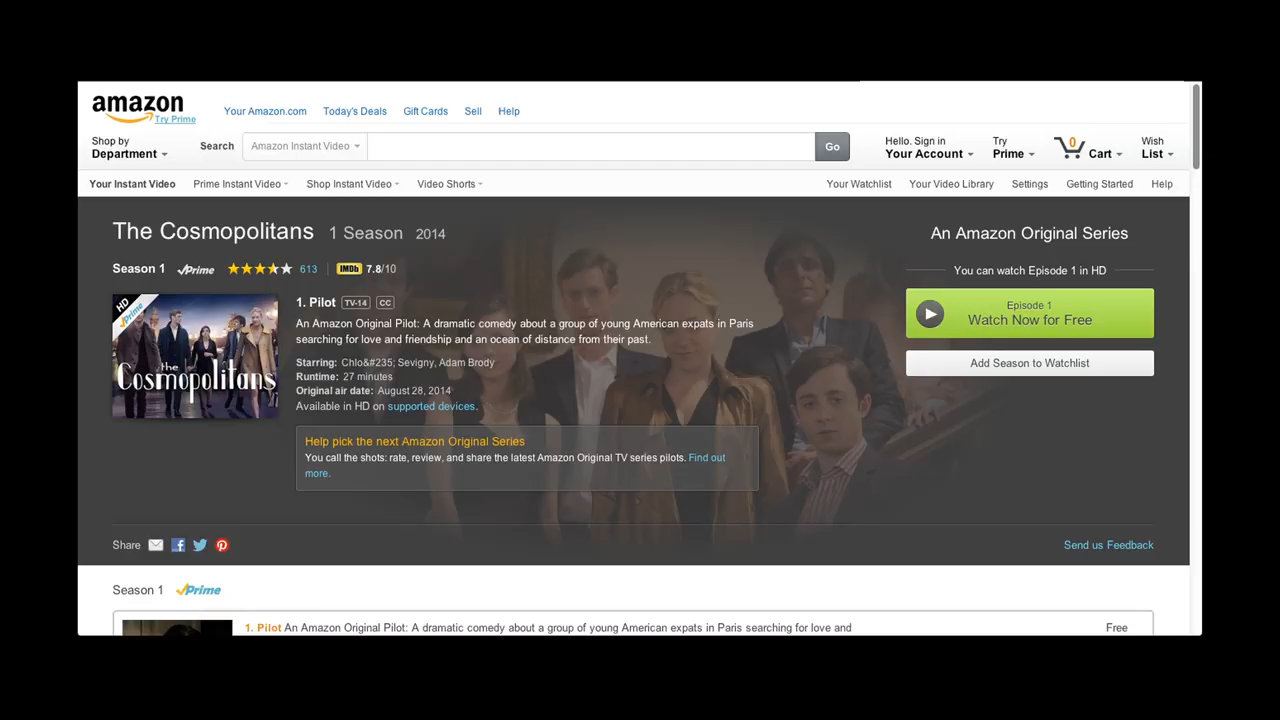 amazon
Try Prime
Your Amazon.com Today's Deals Gift Cards Sell Help
Shop by
Department
Search Amazon Instant Video Go
Hello. Sign in
Your Account
Try
Prime
0
Cart
Wish
List
Your Instant Video Prime Instant Video Shop Instant Video Video Shorts Your Watchlist Your Video Library Settings Getting Started Help
The Cosmopolitans 1 Season 2014
Season 1 Prime 613 IMDb 7.8/10
HD
Prime
the
Cosmopolitans
1. Pilot TV-14 CC
An Amazon Original Pilot: A dramatic comedy about a group of young American expats in Paris
searching for love and friendship and an ocean of distance from their past.
Starring: Chlo&#235; Sevigny, Adam Brody
Runtime: 27 minutes
Original air date: August 28, 2014
Available in HD on supported devices.
Help pick the next Amazon Original Series
You call the shots: rate, review, and share the latest Amazon Original TV series pilots. Find out
more.
An Amazon Original Series
You can watch Episode 1 in HD
Episode 1
Watch Now for Free
Add Season to Watchlist
Share
Send us Feedback
Season 1 Prime
1. Pilot An Amazon Original Pilot: A dramatic comedy about a group of young American expats in Paris searching for love and Free